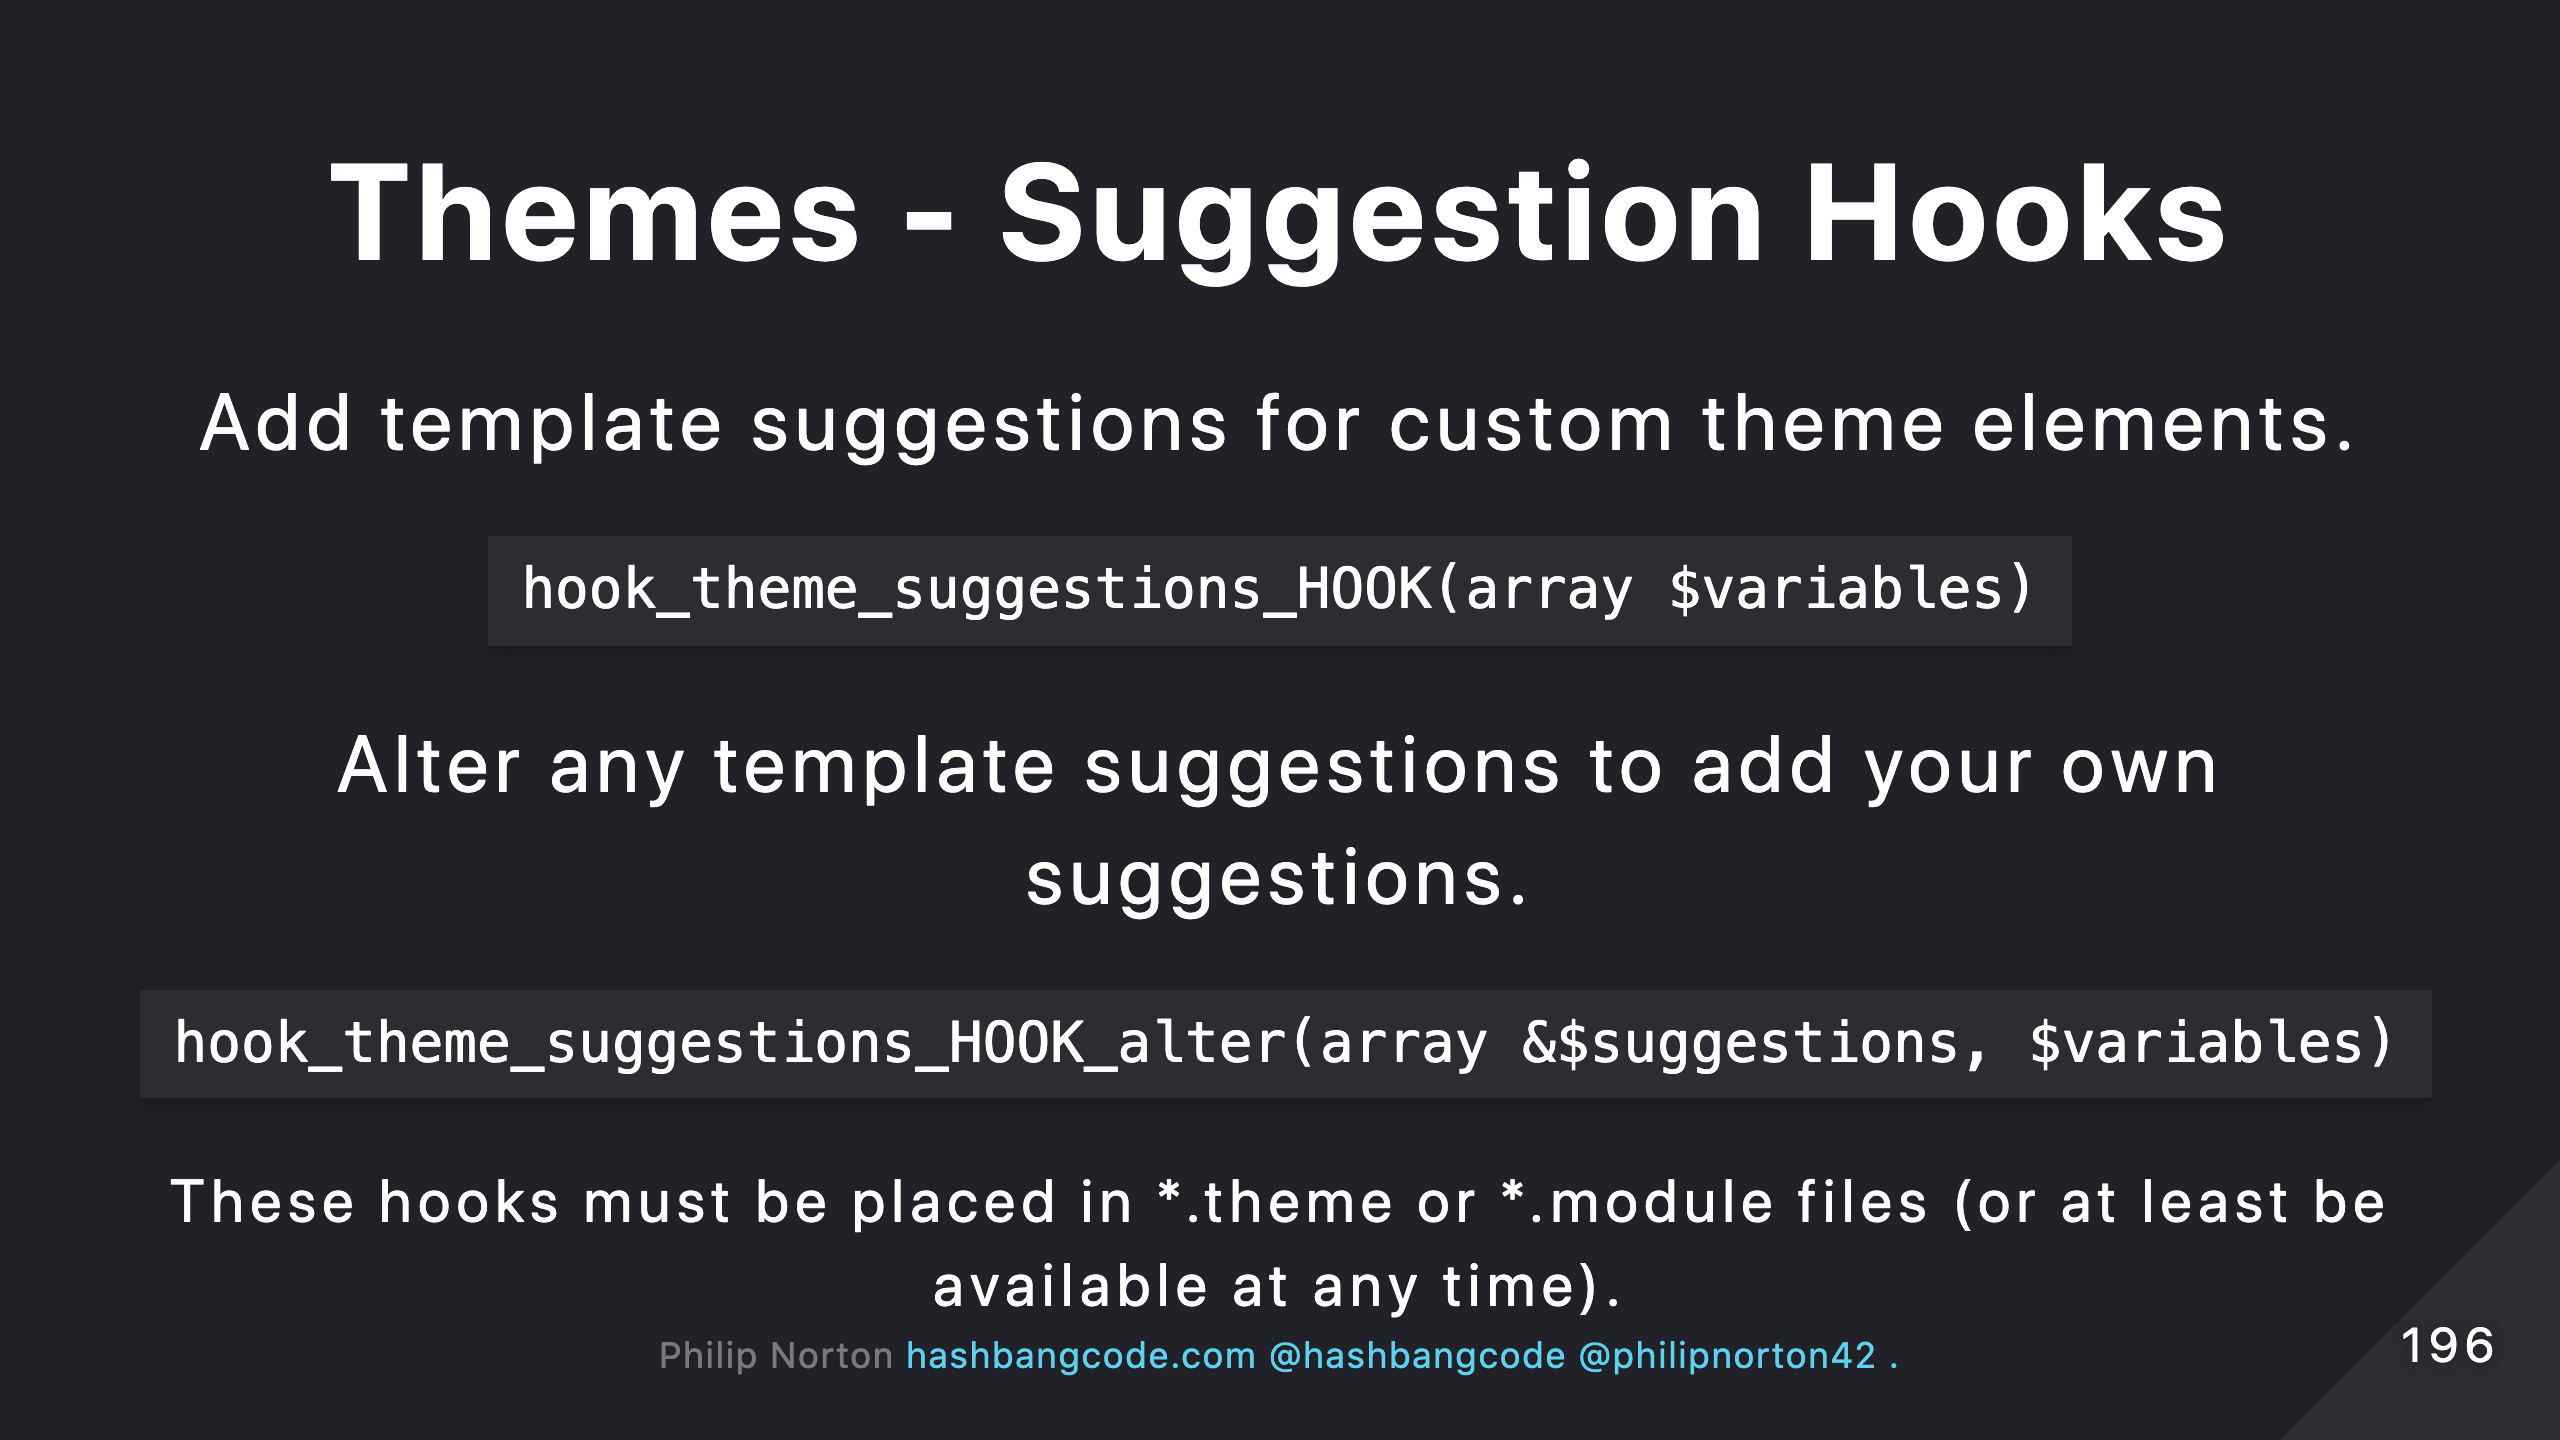 Themes - Suggestion Hooks
Add template suggestions for custom theme elements.
hook_theme_suggestions_HOOK(array $variables)
Alter any template suggestions to add your own
suggestions.
hook_theme_suggestions_HOOK_alter(array &$suggestions, $variables)
These hooks must be placed in *.theme or *.module files (or at least be
available at any time).
Philip Norton hashbangcode.com @hashbangcode @philipnorton42 .
196